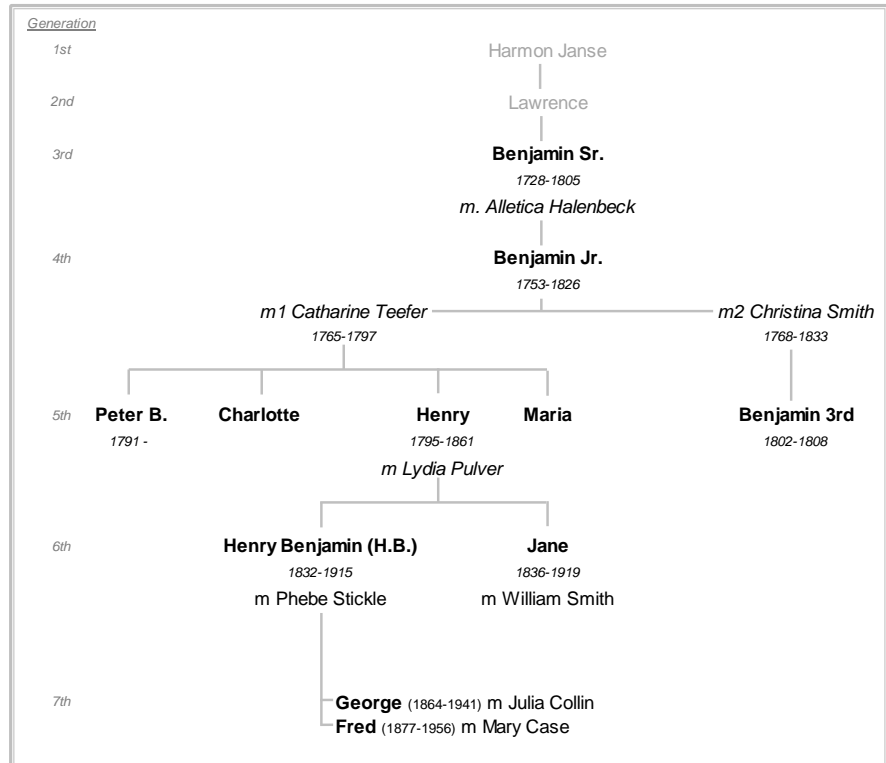 Generation
1st Harmon Janse
2nd Lawrence
3rd Benjamin Sr.
1728-1805
m. Alletica Halenbeck
4th Benjamin Jr.
1753-1826
m1 Catharine Teefer m2 Christina Smith
1765-1797 1768-1833
5th Peter B. Charlotte Henry Maria Benjamin 3rd
1791 - 1795-1861 1802-1808
m Lydia Pulver
6th Henry Benjamin (H.B.) Jane
1832-1915 1836-1919
m Phebe Stickle m William Smith
7th George (1864-1941) m Julia Collin
Fred (1877-1956) m Mary Case